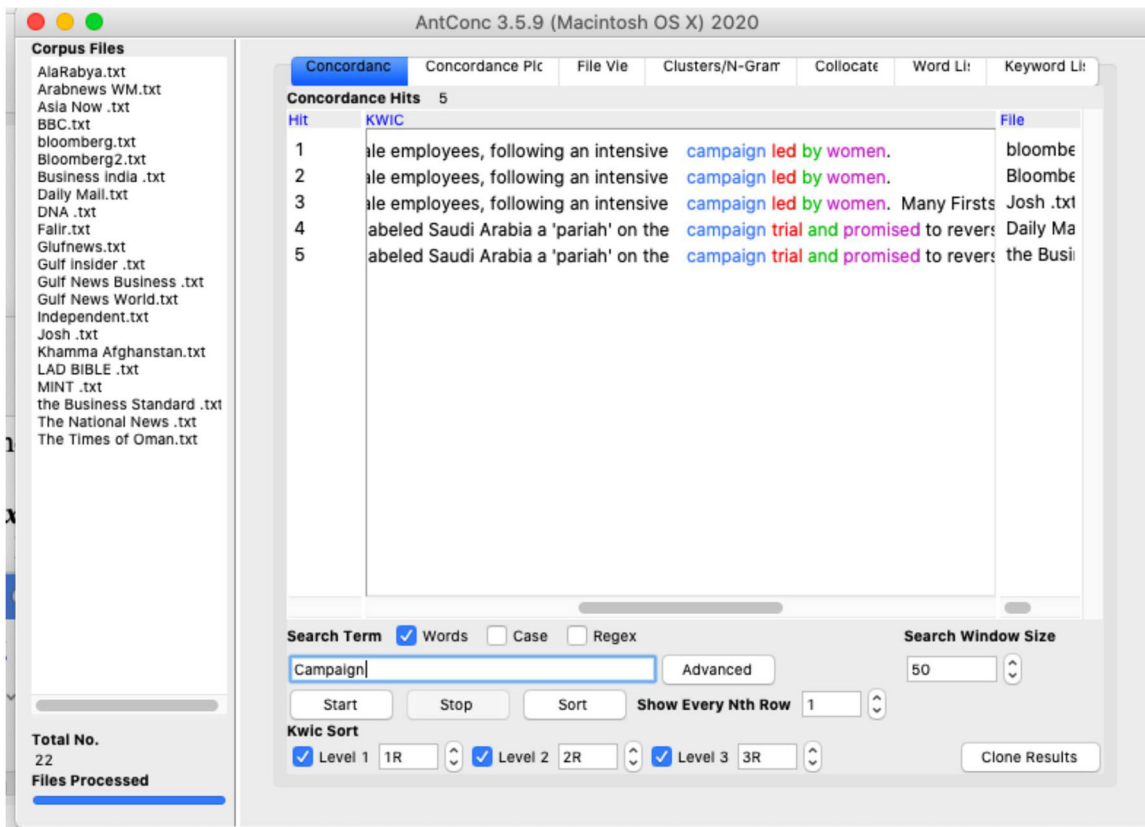 AntConc 3.5.9 (Macintosh OS X) 2020
Corpus Files
AlaRabya.txt
Arabnews WM.txt
Asia Now .txt
BBC.txt
bloomberg.txt
Bloomberg2.txt
Business india .txt
Daily Mail.txt
DNA .txt
Falir.txt
Glufnews.txt
Gulf insider .txt
Gulf News Business .txt
Gulf News World.txt
Independent.txt
Josh .txt
Khamma Afghanstan.txt
LAD BIBLE .txt
MINT .txt
the Business Standard .txt
The National News .txt
The Times of Oman.txt
Total No.
22
Files Processed
Concordanc Concordance Plc File Vie Clusters/N-Gram Collocate Word Li: Keyword Li:
Concordance Hits 5
Hit KWIC File
1 ale employees, following an intensive campaign led by women. bloombe
2 ale employees, following an intensive campaign led by women. Bloombe
3 ale employees, following an intensive campaign led by women. Many Firsts Josh .txt
4 abeled Saudi Arabia a 'pariah' on the campaign trial and promised to revers Daily Ma
5 abeled Saudi Arabia a 'pariah' on the campaign trial and promised to revers the Busi
Search Term Words Case Regex Search Window Size
Campaign Advanced 50
Start Stop Sort Show Every Nth Row 1
Kwic Sort
Level 1 1R Level 2 2R Level 3 3R Clone Results